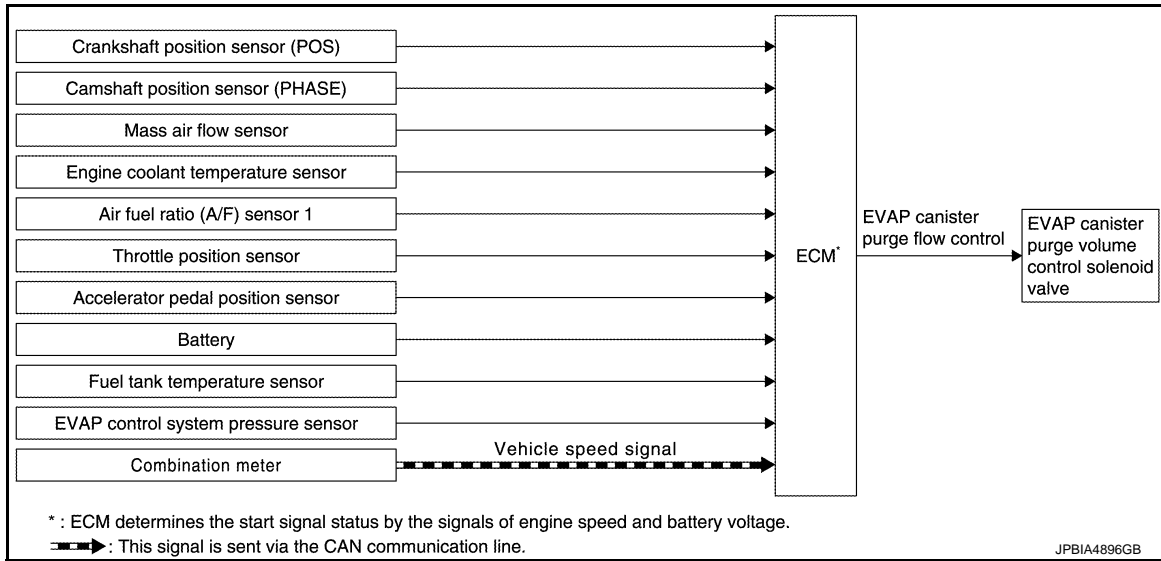 Crankshaft position sensor (POS)
Camshaft position sensor (PHASE)
Mass air flow sensor
Engine coolant temperature sensor
Air fuel ratio (A/F) sensor 1
Throttle position sensor
Accelerator pedal position sensor
Battery
Fuel tank temperature sensor
EVAP control system pressure sensor
Combination meter
Vehicle speed signal
ECM*
EVAP canister
purge flow control
EVAP canister
purge volume
control solenoid
valve
* : ECM determines the start signal status by the signals of engine speed and battery voltage.
: This signal is sent via the CAN communication line.
JPBIA4896GB